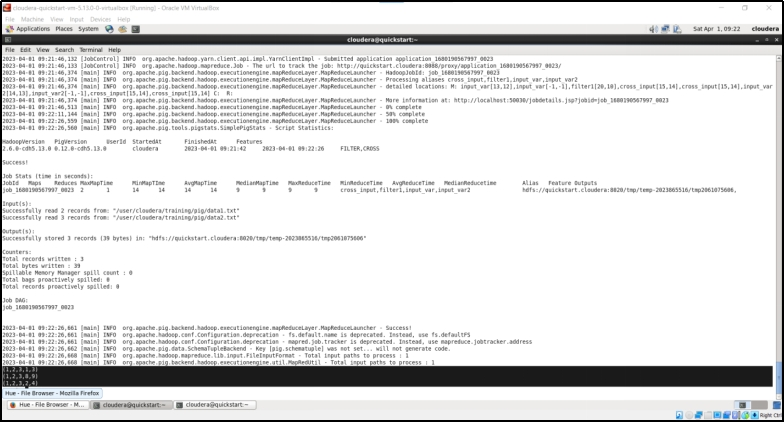 cloudera-quickstart-vm-5.13.0-0-virtualbox [Running] - Oracle VM VirtualBox
File Machine View Input Devices Help
Applications Places System Sat Apr 1, 09:22 cloudera
cloudera@quickstart:~
File Edit View Search Terminal Help
2023-04-01 09:21:46,132 [JobControl] INFO org.apache.hadoop.yarn.client.api.impl.YarnClientImpl - Submitted application application_1680190567997_0023
2023-04-01 09:21:46,133 [JobControl] INFO org.apache.hadoop.mapreduce.Job - The url to track the job: http://quickstart.cloudera:8088/proxy/application_1680190567997_0023/
2023-04-01 09:21:46,374 [main] INFO org.apache.pig.backend.hadoop.executionengine.mapReduceLayer.MapReduceLauncher - HadoopJobId: job_1680190567997_0023
2023-04-01 09:21:46,374 [main] INFO org.apache.pig.backend.hadoop.executionengine.mapReduceLayer.MapReduceLauncher - Processing aliases cross_input,filter1,input_var,input_var2
2023-04-01 09:21:46,374 [main] INFO org.apache.pig.backend.hadoop.executionengine.mapReduceLayer.MapReduceLauncher - detailed locations: M: input_var[13,12],input_var[-1,-1],filter1[20,10],cross_input[15,14],cross_input[15,14],input_var
2[14,13],input_var2[-1,-1],cross_input[15,14],cross_input[15,14] C: R:
2023-04-01 09:21:46,374 [main] INFO org.apache.pig.backend.hadoop.executionengine.mapReduceLayer.MapReduceLauncher - More information at: http://localhost:50030/jobdetails.jsp?jobid=job_1680190567997_0023
2023-04-01 09:21:46,513 [main] INFO org.apache.pig.backend.hadoop.executionengine.mapReduceLayer.MapReduceLauncher - 0% complete
2023-04-01 09:22:11,144 [main] INFO org.apache.pig.backend.hadoop.executionengine.mapReduceLayer.MapReduceLauncher - 50% complete
2023-04-01 09:22:26,559 [main] INFO org.apache.pig.backend.hadoop.executionengine.mapReduceLayer.MapReduceLauncher - 100% complete
2023-04-01 09:22:26,560 [main] INFO org.apache.pig.tools.pigstats.SimplePigStats - Script Statistics:
HadoopVersion PigVersion UserId StartedAt FinishedAt Features
2.6.0-cdh5.13.0 0.12.0-cdh5.13.0 cloudera 2023-04-01 09:21:42 2023-04-01 09:22:26 FILTER,CROSS
Success!
Job Stats (time in seconds):
JobId Maps Reduces MaxMapTime MinMapTIme AvgMapTime MedianMapTime MaxReduceTime MinReduceTime AvgReduceTime MedianReducetime Alias Feature Outputs
job_1680190567997_0023 2 1 14 14 14 14 9 9 9 9 cross_input,filter1,input_var,input_var2 hdfs://quickstart.cloudera:8020/tmp/temp-2023865516/tmp2061075606,
Input(s):
Successfully read 2 records from: "/user/cloudera/training/pig/data1.txt"
Successfully read 3 records from: "/user/cloudera/training/pig/data2.txt"
Output(s):
Successfully stored 3 records (39 bytes) in: "hdfs://quickstart.cloudera:8020/tmp/temp-2023865516/tmp2061075606"
Counters:
Total records written : 3
Total bytes written : 39
Spillable Memory Manager spill count : 0
Total bags proactively spilled: 0
Total records proactively spilled: 0
Job DAG:
job_1680190567997_0023
2023-04-01 09:22:26,661 [main] INFO org.apache.pig.backend.hadoop.executionengine.mapReduceLayer.MapReduceLauncher - Success!
2023-04-01 09:22:26,661 [main] INFO org.apache.hadoop.conf.Configuration.deprecation - fs.default.name is deprecated. Instead, use fs.defaultFS
2023-04-01 09:22:26,661 [main] INFO org.apache.hadoop.conf.Configuration.deprecation - mapred.job.tracker is deprecated. Instead, use mapreduce.jobtracker.address
2023-04-01 09:22:26,662 [main] INFO org.apache.pig.data.SchemaTupleBackend - Key [pig.schematuple] was not set... will not generate code.
2023-04-01 09:22:26,668 [main] INFO org.apache.hadoop.mapreduce.lib.input.FileInputFormat - Total input paths to process : 1
2023-04-01 09:22:26,668 [main] INFO org.apache.pig.backend.hadoop.executionengine.util.MapRedUtil - Total input paths to process : 1
(1,2,3,1,3)
(1,2,3,8,9)
(1,2,3,2,4)
Hue - File Browser - Mozilla Firefox
Hue - File Browser - M... cloudera@quickstart:~ cloudera@quickstart:~
Right Ctrl